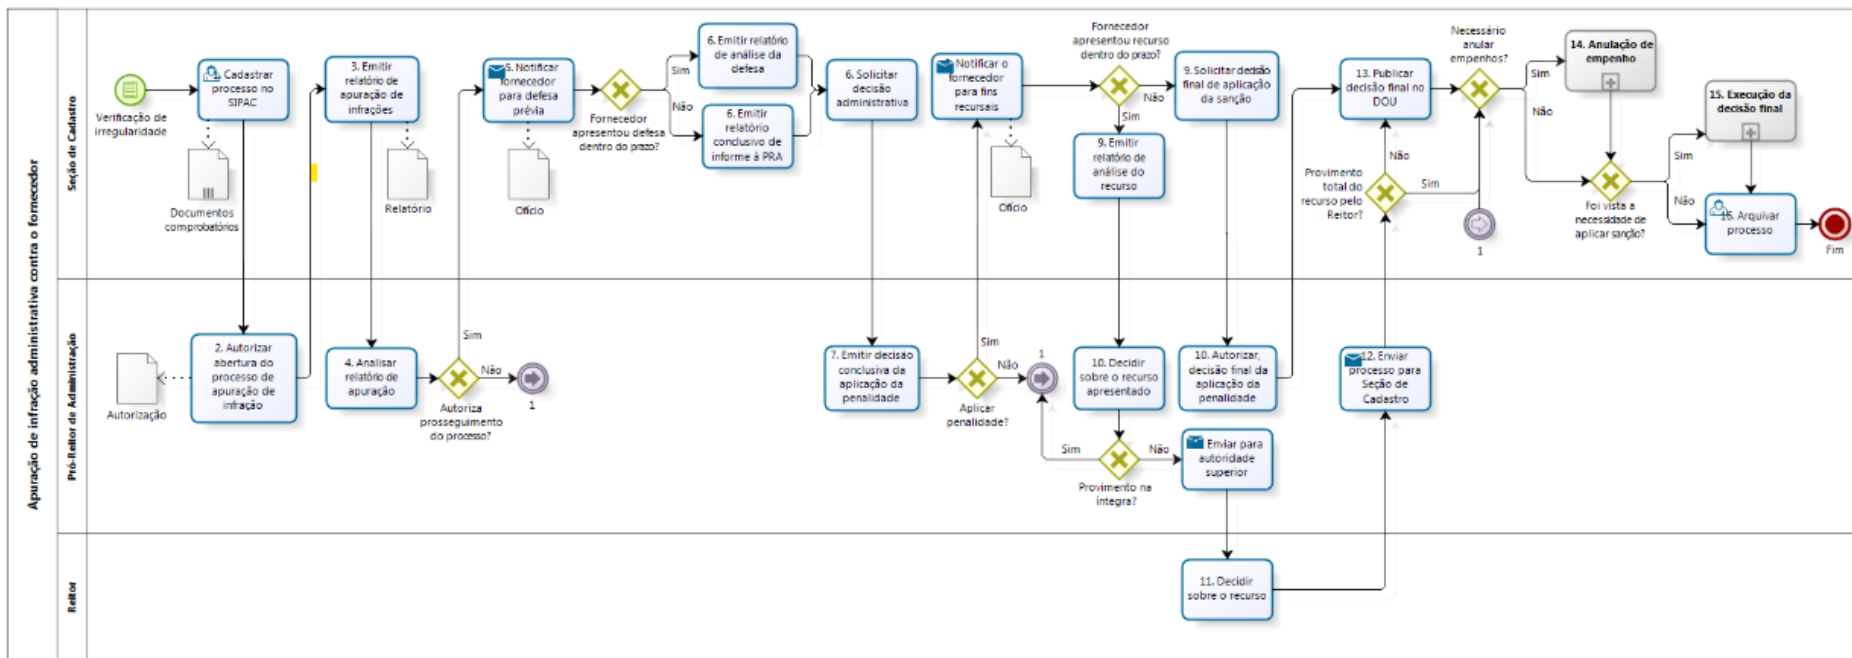 Apuração de infração administrativa contra o fornecedor
Seção de Cadastro
Verificação de
irregularidade
Cadastrar
processo no
SIPAC
Documentos
comprobatórios
3. Emitir
relatório de
apuração de
infrações
Relatório
5. Notificar
fornecedor
para defesa
prévia
Ofício
Fornecedor
apresentou defesa
dentro do prazo?
Sim
Não
6. Emitir relatório
de análise da
defesa
6. Emitir
relatório
conclusivo de
informe à PRA
6. Solicitar
decisão
administrativa
Notificar o
fornecedor
para fins
recursais
Ofício
Fornecedor
apresentou recurso
dentro do prazo?
Não
Sim
9. Solicitar decisão
final de aplicação
da sanção
9. Emitir
relatório de
análise do
recurso
13. Publicar
decisão final no
DOU
Não
Provimento
total do
recurso pelo
Reitor?
Sim
1
Necessário
anular
empenhos?
Sim
Não
14. Anulação de
empenho
Foi vista a
necessidade de
aplicar sanção?
Sim
Não
15. Execução da
decisão final
16. Arquivar
processo
Fim
Pró-Reitor de Administração
Autorização
2. Autorizar
abertura do
processo de
apuração de
infração
4. Analisar
relatório de
apuração
Sim
Não
Autoriza
prosseguimento
do processo?
1
7. Emitir decisão
conclusiva da
aplicação da
penalidade
Sim
Não
Aplicar
penalidade?
1
10. Decidir
sobre o recurso
apresentado
Sim
Não
Provimento na
integra?
10. Autorizar,
decisão final da
aplicação da
penalidade
Enviar para
autoridade
superior
12. Enviar
processo para
Seção de
Cadastro
Reitor
11. Decidir
sobre o recurso